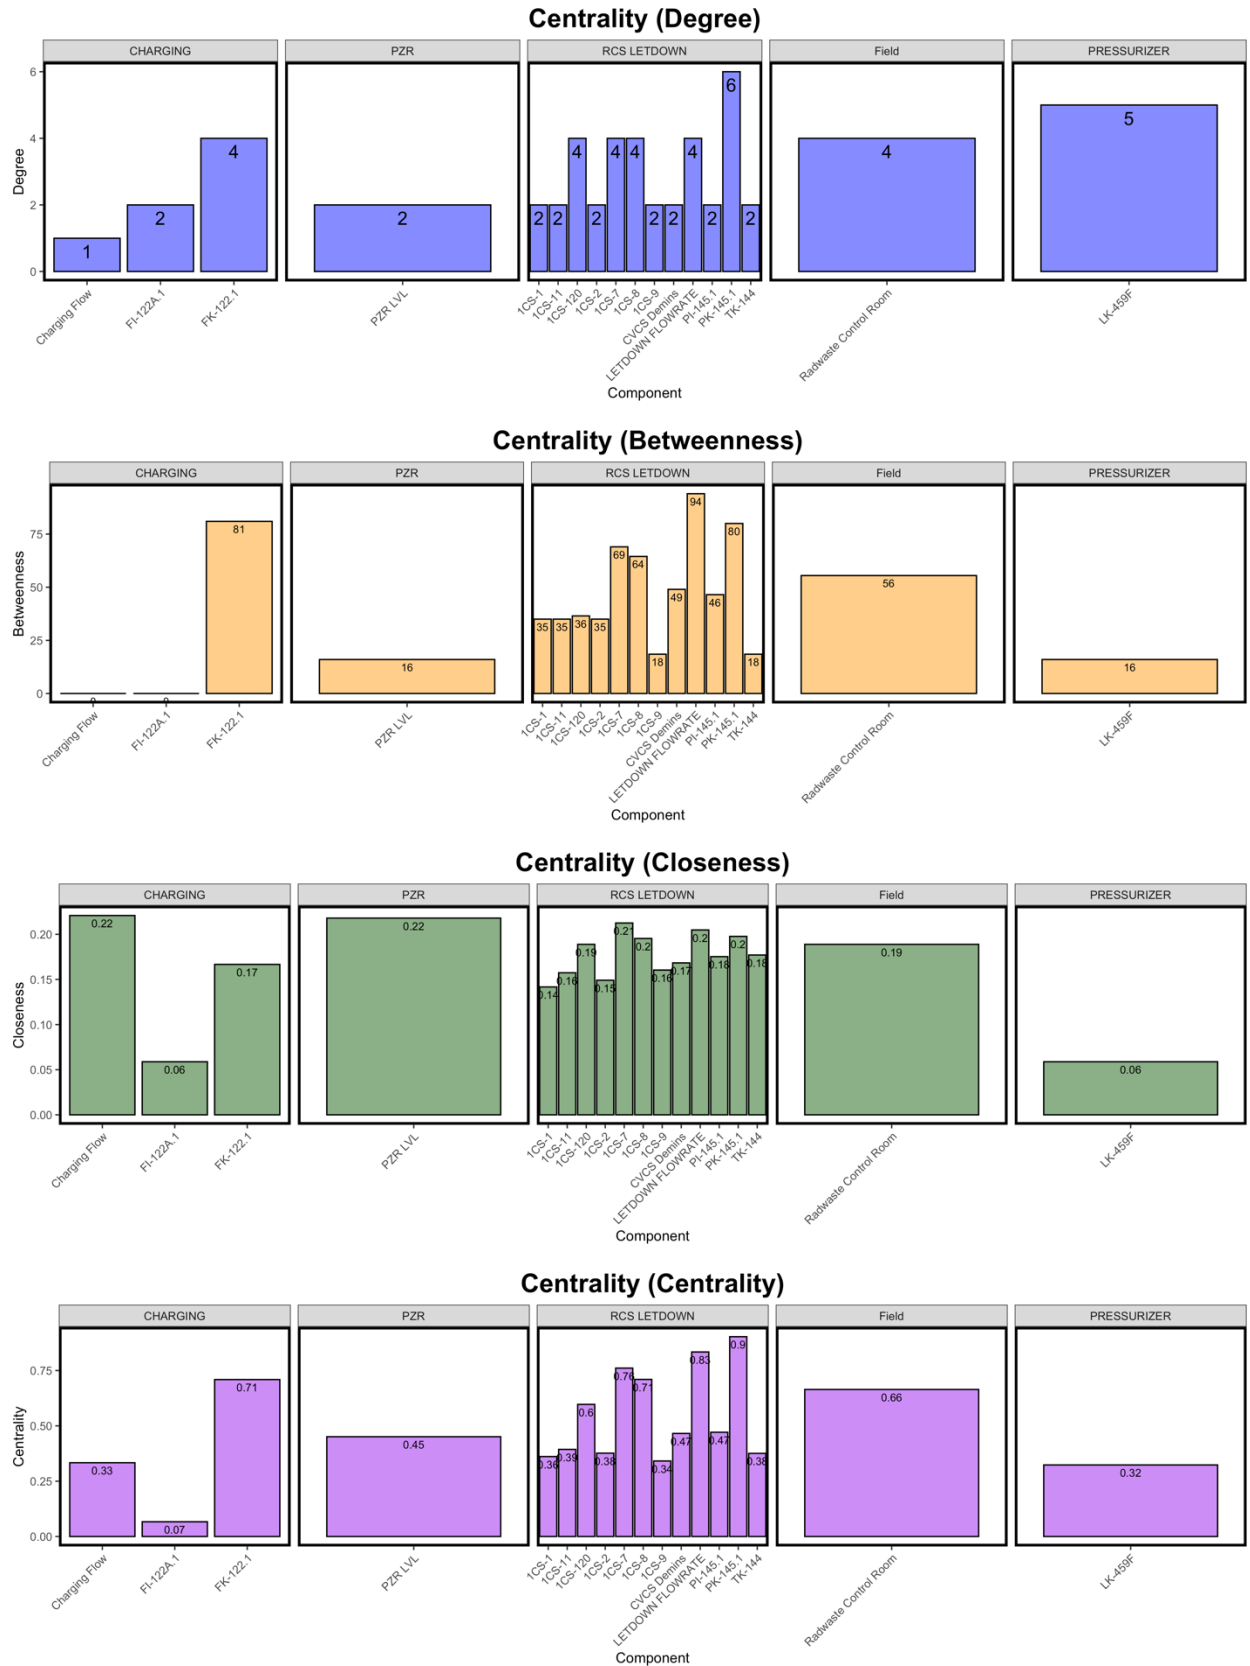 Centrality (Degree)
CHARGING PZR RCS LETDOWN Field PRESSURIZER
Degree
6
4
2
0
1 2 4 2 2 2 4 2 4 4 2 2 4 2 6 2 4 5
Charging Flow FI-122A.1 FK-122.1 PZR LVL 1CS-1 1CS-11 1CS-120 1CS-2 1CS-7 1CS-8 1CS-9 CVCS Demins LETDOWN FLOWRATE PI-145.1 PK-145.1 TK-144 Radwaste Control Room LK-459F
Component
Centrality (Betweenness)
CHARGING PZR RCS LETDOWN Field PRESSURIZER
Betweenness
75
50
25
0
81 16 35 35 36 35 69 64 18 49 94 46 80 18 56 16
Charging Flow FI-122A.1 FK-122.1 PZR LVL 1CS-1 1CS-11 1CS-120 1CS-2 1CS-7 1CS-8 1CS-9 CVCS Demins LETDOWN FLOWRATE PI-145.1 PK-145.1 TK-144 Radwaste Control Room LK-459F
Component
Centrality (Closeness)
CHARGING PZR RCS LETDOWN Field PRESSURIZER
Closeness
0.20
0.15
0.10
0.05
0.00
0.22 0.06 0.17 0.22 0.14 0.16 0.19 0.15 0.21 0.2 0.16 0.17 0.2 0.18 0.2 0.18 0.19 0.06
Charging Flow FI-122A.1 FK-122.1 PZR LVL 1CS-1 1CS-11 1CS-120 1CS-2 1CS-7 1CS-8 1CS-9 CVCS Demins LETDOWN FLOWRATE PI-145.1 PK-145.1 TK-144 Radwaste Control Room LK-459F
Component
Centrality (Centrality)
CHARGING PZR RCS LETDOWN Field PRESSURIZER
Centrality
0.75
0.50
0.25
0.00
0.33 0.07 0.71 0.45 0.36 0.39 0.6 0.38 0.76 0.71 0.34 0.47 0.83 0.47 0.9 0.38 0.66 0.32
Charging Flow FI-122A.1 FK-122.1 PZR LVL 1CS-1 1CS-11 1CS-120 1CS-2 1CS-7 1CS-8 1CS-9 CVCS Demins LETDOWN FLOWRATE PI-145.1 PK-145.1 TK-144 Radwaste Control Room LK-459F
Component